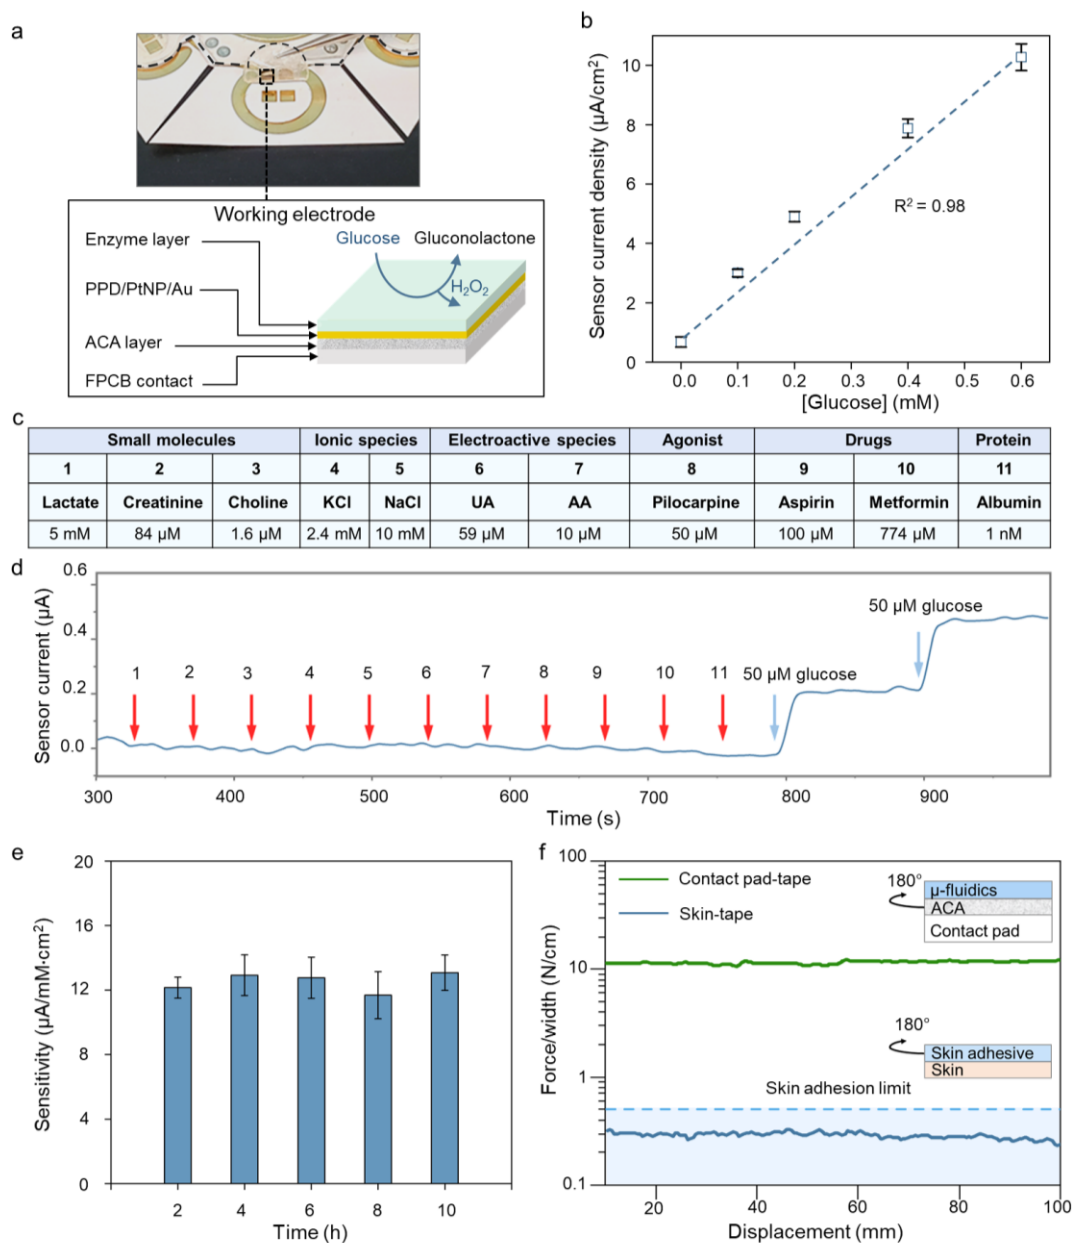 a
Working electrode
Enzyme layer
Glucose
Gluconolactone
PPD/PtNP/Au
H₂O₂
ACA layer
FPCB contact
b
Sensor current density (µA/cm²)
10
8
6
4
2
0
R² = 0.98
0.0 0.1 0.2 0.3 0.4 0.5 0.6
[Glucose] (mM)
c
Small molecules Ionic species Electroactive species Agonist Drugs Protein
1 2 3 4 5 6 7 8 9 10 11
Lactate Creatinine Choline KCl NaCl UA AA Pilocarpine Aspirin Metformin Albumin
5 mM 84 µM 1.6 µM 2.4 mM 10 mM 59 µM 10 µM 50 µM 100 µM 774 µM 1 nM
d
Sensor current (µA)
0.6
0.4
0.2
0.0
1 2 3 4 5 6 7 8 9 10 11
50 µM glucose
50 µM glucose
300 400 500 600 700 800 900
Time (s)
e
Sensitivity (µA/mM·cm²)
20
16
12
8
4
0
2 4 6 8 10
Time (h)
f
Force/width (N/cm)
100
10
1
0.1
Contact pad-tape
Skin-tape
180°
µ-fluidics
ACA
Contact pad
180°
Skin adhesive
Skin
Skin adhesion limit
20 40 60 80 100
Displacement (mm)